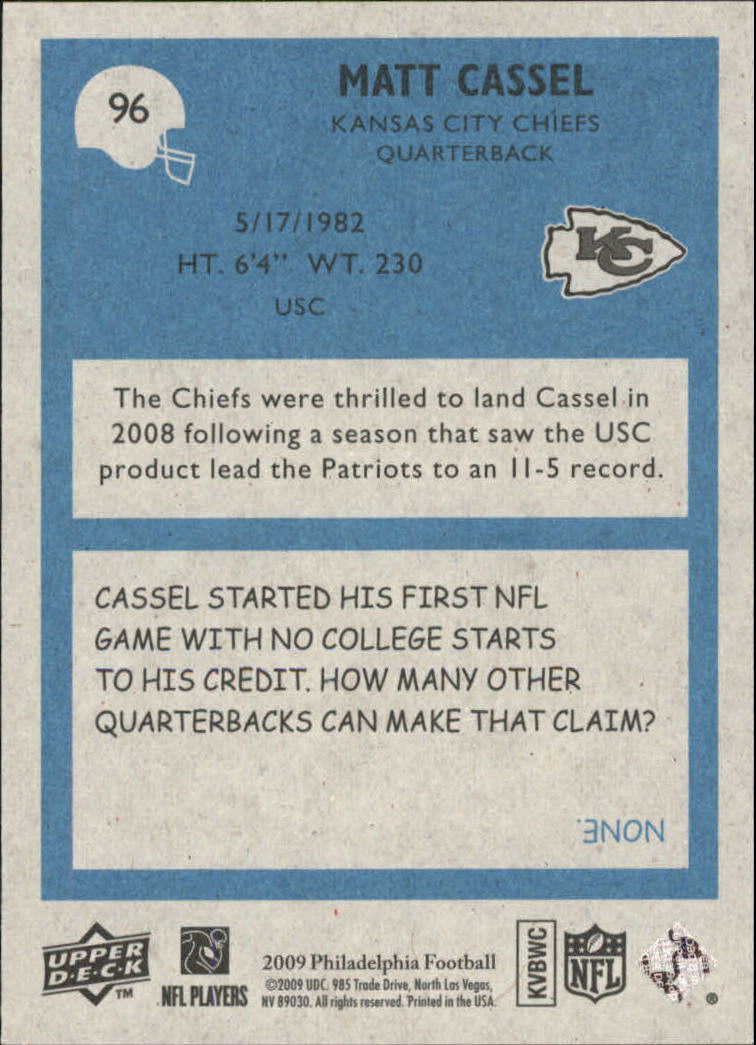 96
MATT CASSEL
KANSAS CITY CHIEFS
QUARTERBACK
5/17/1982
HT. 6'4" WT. 230
USC
KC
The Chiefs were thrilled to land Cassel in
2008 following a season that saw the USC
product lead the Patriots to an 11-5 record.
CASSEL STARTED HIS FIRST NFL
GAME WITH NO COLLEGE STARTS
TO HIS CREDIT. HOW MANY OTHER
QUARTERBACKS CAN MAKE THAT CLAIM?
NONE.
UPPER
D·E·C·K
TM
NFL PLAYERS
2009 Philadelphia Football
©2009 UDC. 985 Trade Drive, North Las Vegas,
NV 89030. All rights reserved. Printed in the USA.
KVBWC
NFL
®